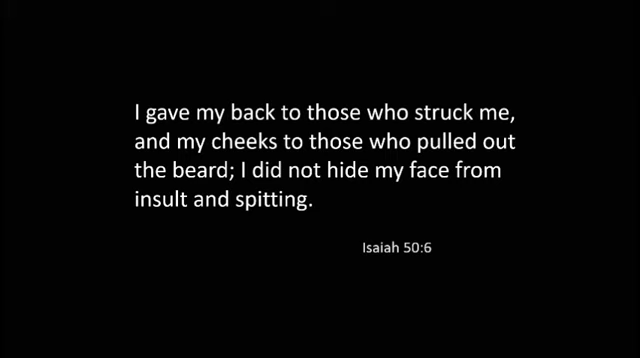 I gave my back to those who struck me,
and my cheeks to those who pulled out
the beard; I did not hide my face from
insult and spitting.
Isaiah 50:6